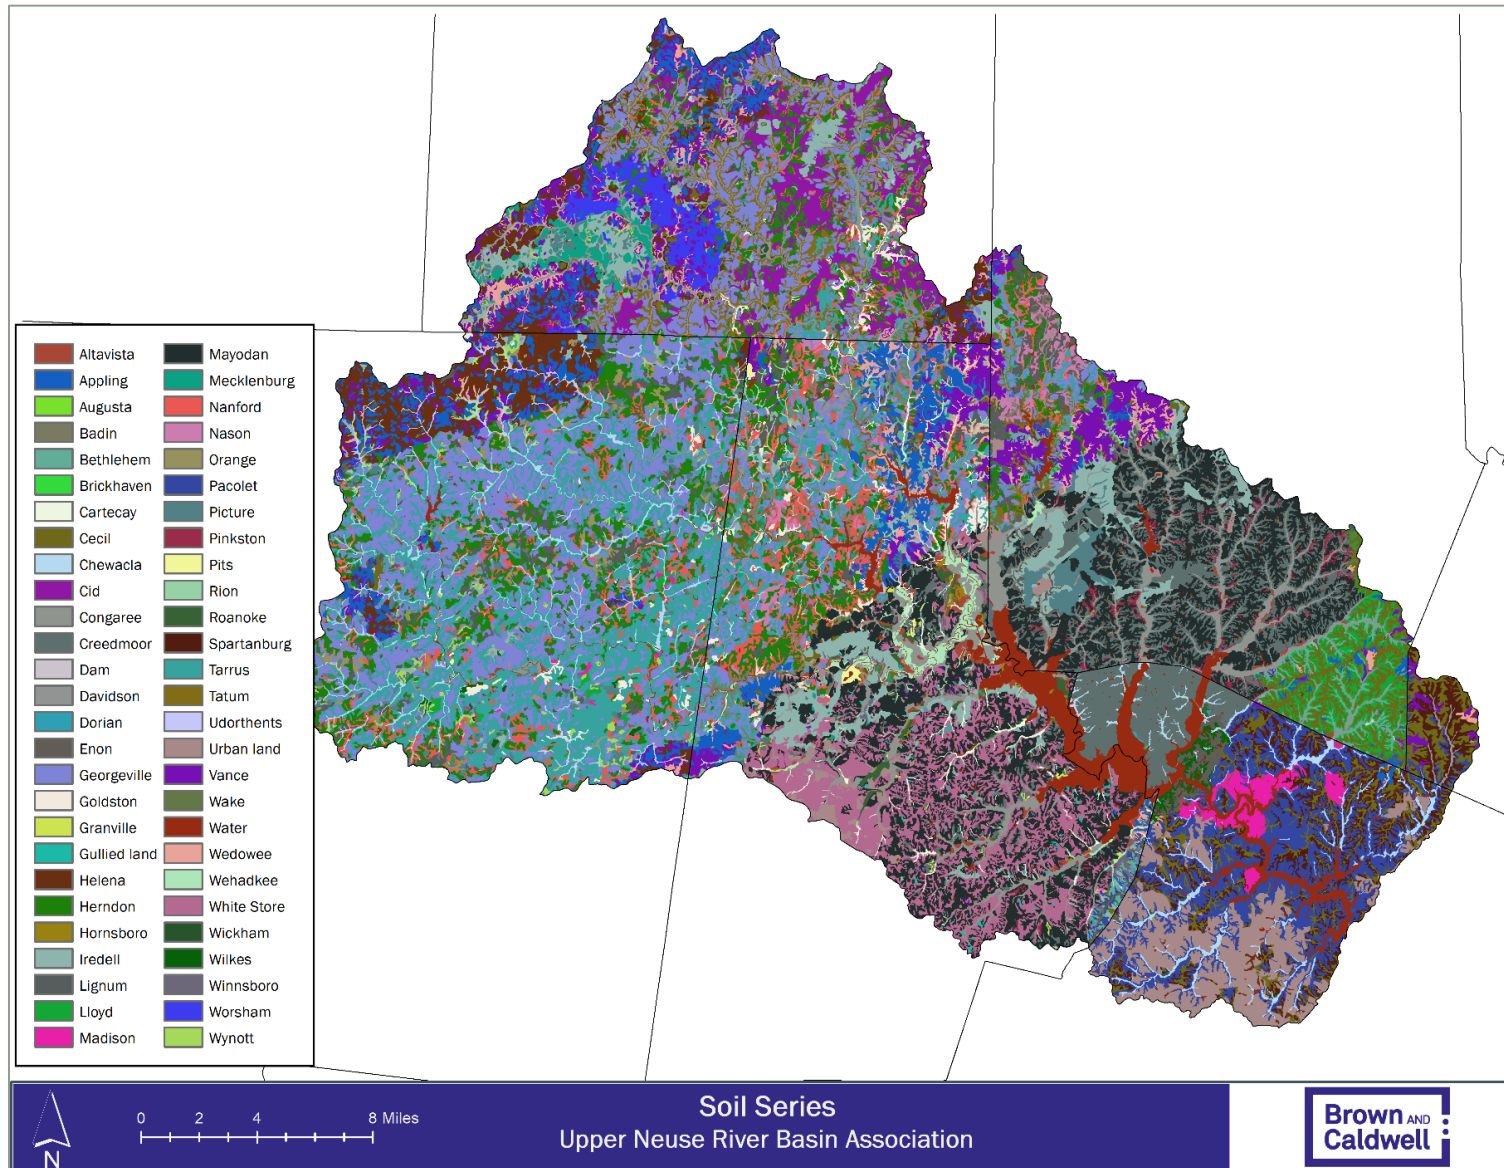 Altavista
Appling
Augusta
Badin
Bethlehem
Brickhaven
Cartecay
Cecil
Chewacla
Cid
Congaree
Creedmoor
Dam
Davidson
Dorian
Enon
Georgeville
Goldston
Granville
Gullied land
Helena
Herndon
Hornsboro
Iredell
Lignum
Lloyd
Madison
Mayodan
Mecklenburg
Nanford
Nason
Orange
Pacolet
Picture
Pinkston
Pits
Rion
Roanoke
Spartanburg
Tarrus
Tatum
Udorthents
Urban land
Vance
Wake
Water
Wedowee
Wehadkee
White Store
Wickham
Wilkes
Winnsboro
Worsham
Wynott
N
0 2 4 8 Miles
Soil Series
Upper Neuse River Basin Association
Brown AND
Caldwell